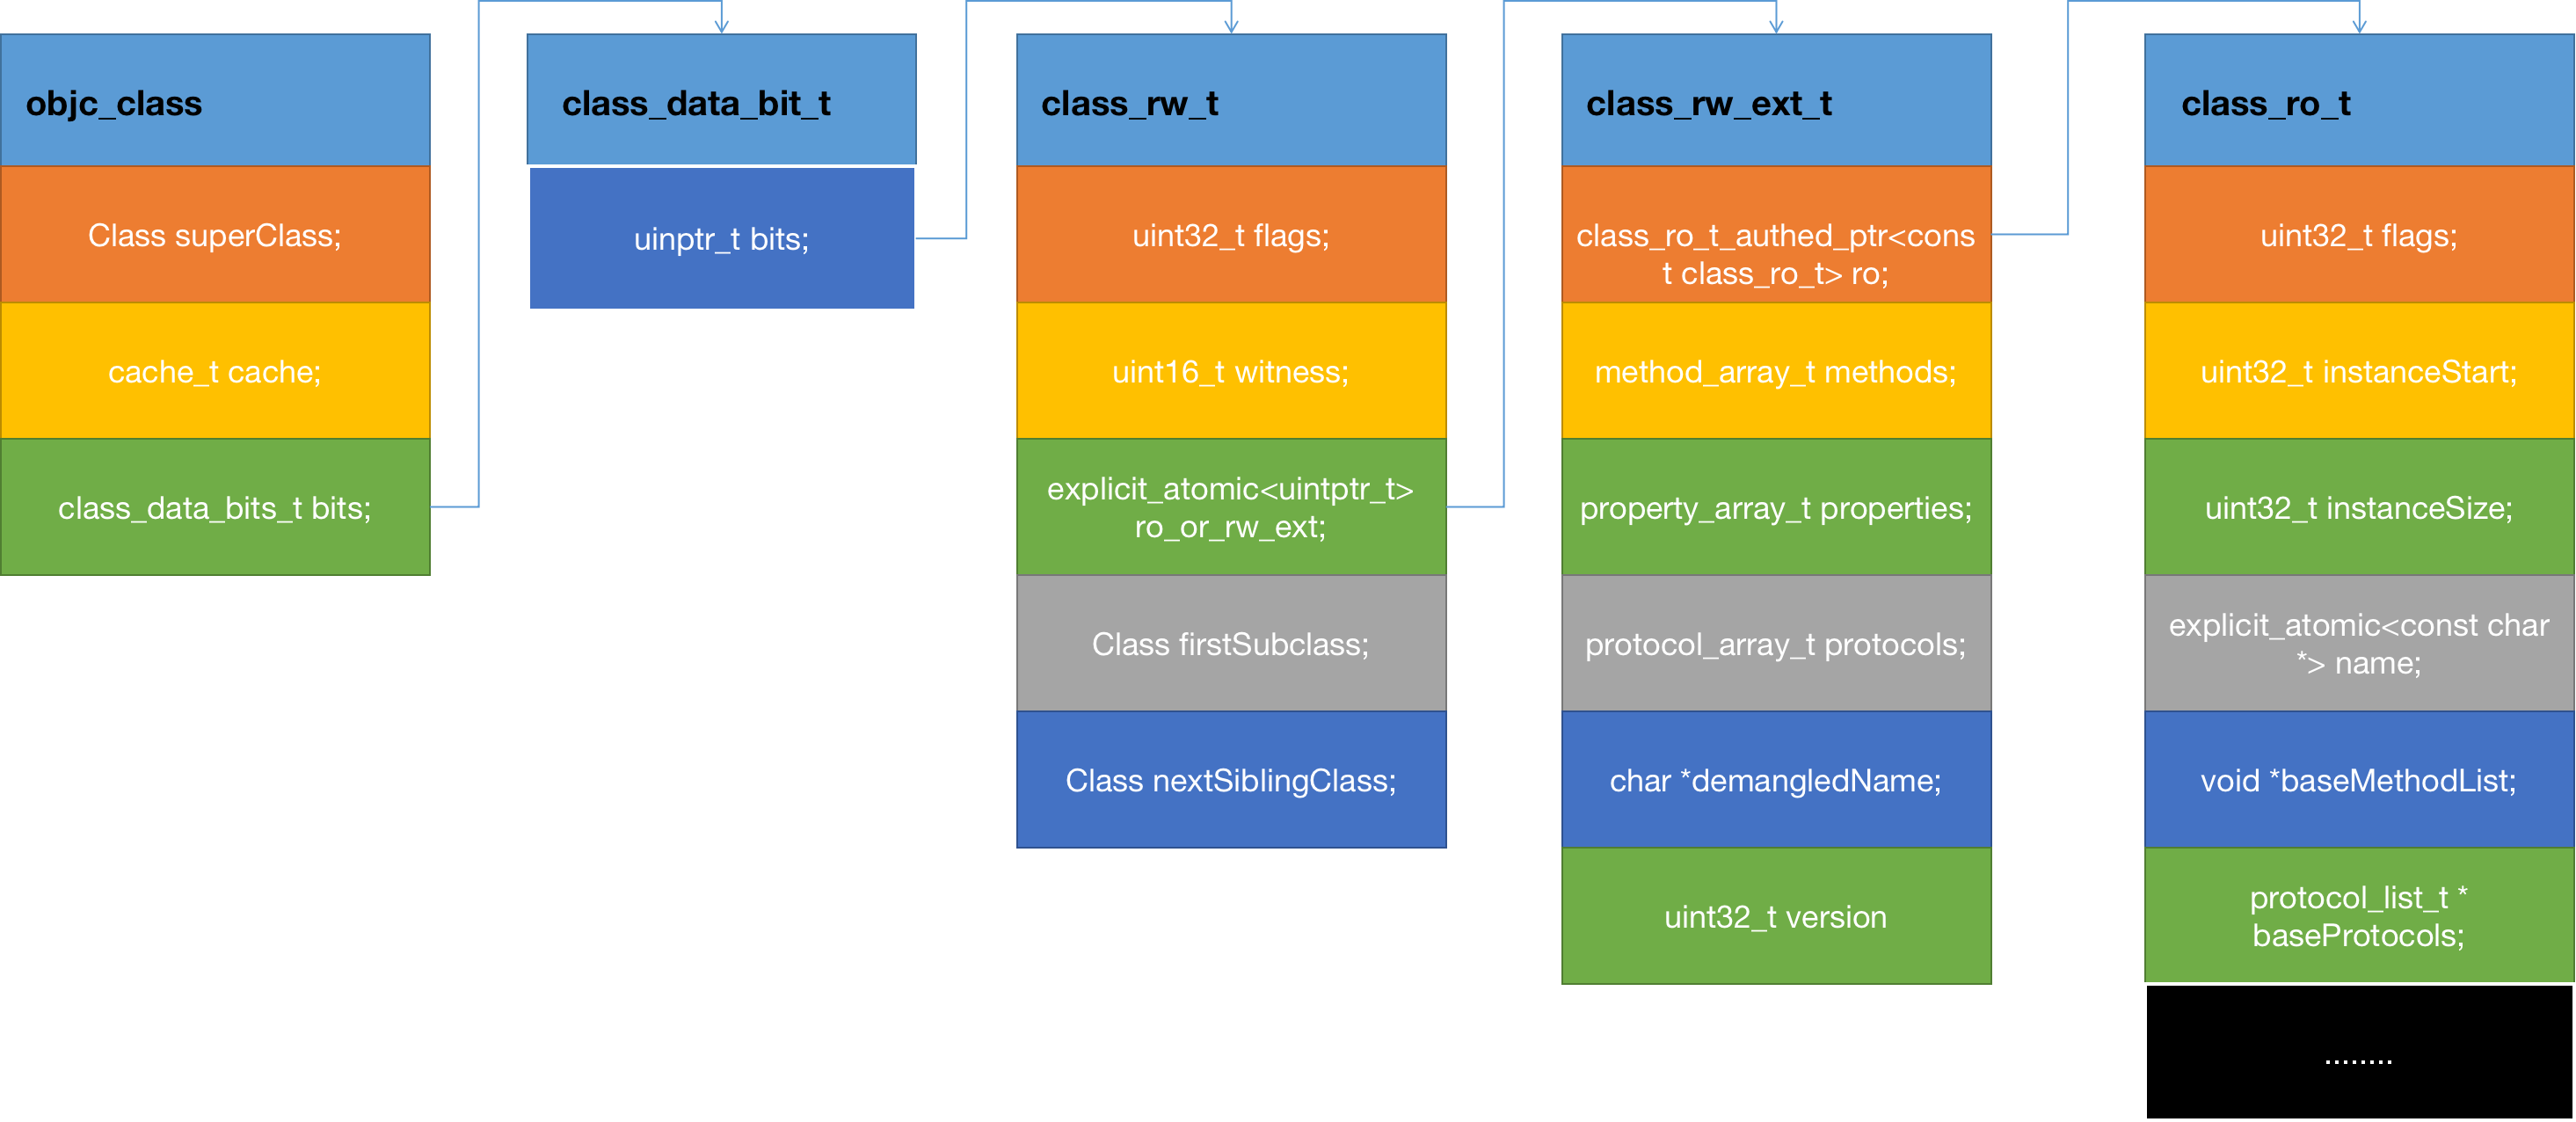 objc_class
Class superClass;
cache_t cache;
class_data_bits_t bits;
class_data_bit_t
uinptr_t bits;
class_rw_t
uint32_t flags;
uint16_t witness;
explicit_atomic<uintptr_t>
ro_or_rw_ext;
Class firstSubclass;
Class nextSiblingClass;
class_rw_ext_t
class_ro_t_authed_ptr<cons
t class_ro_t> ro;
method_array_t methods;
property_array_t properties;
protocol_array_t protocols;
char *demangledName;
uint32_t version
class_ro_t
uint32_t flags;
uint32_t instanceStart;
uint32_t instanceSize;
explicit_atomic<const char
*> name;
void *baseMethodList;
protocol_list_t *
baseProtocols;
........